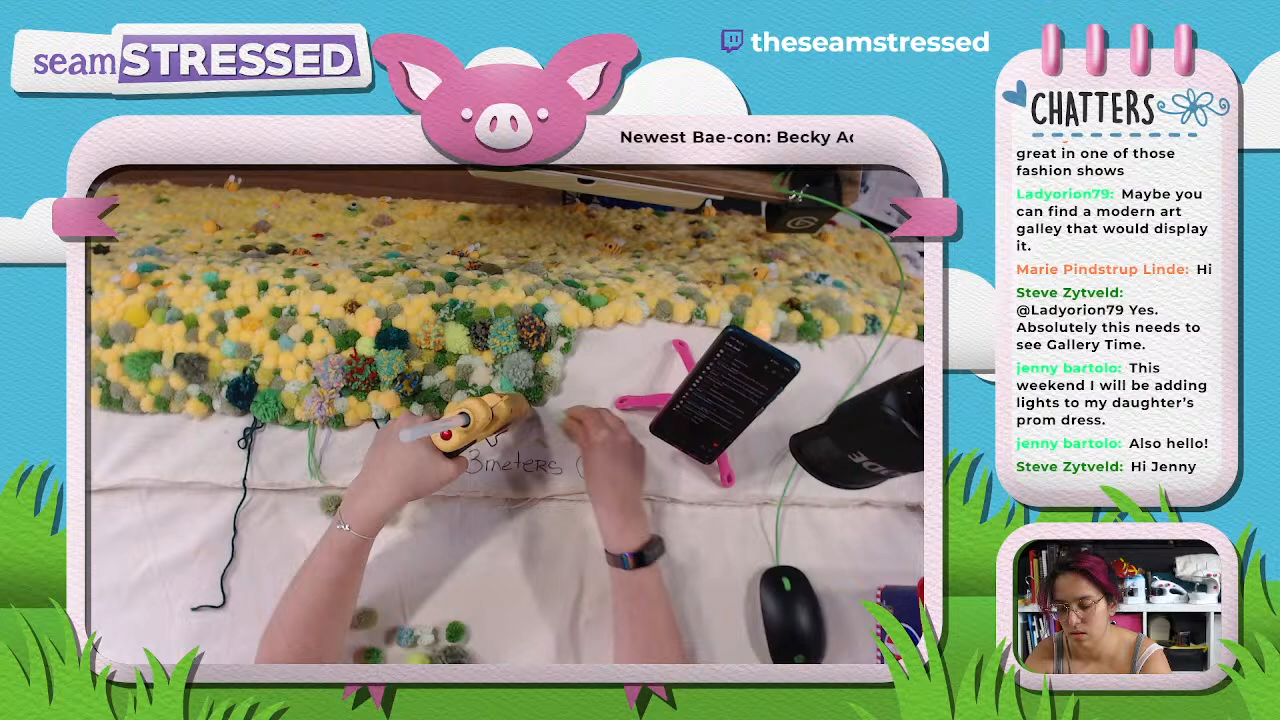 seamSTRESSED
theseamstressed
Newest Bae-con: Becky Ac
CHATTERS
great in one of those
fashion shows
Ladyorion79: Maybe you
can find a modern art
galley that would display
it.
Marie Pindstrup Linde: Hi
Steve Zytveld:
@Ladyorion79 Yes.
Absolutely this needs to
see Gallery Time.
jenny bartolo: This
weekend I will be adding
lights to my daughter's
prom dress.
jenny bartolo: Also hello!
Steve Zytveld: Hi Jenny
3meters